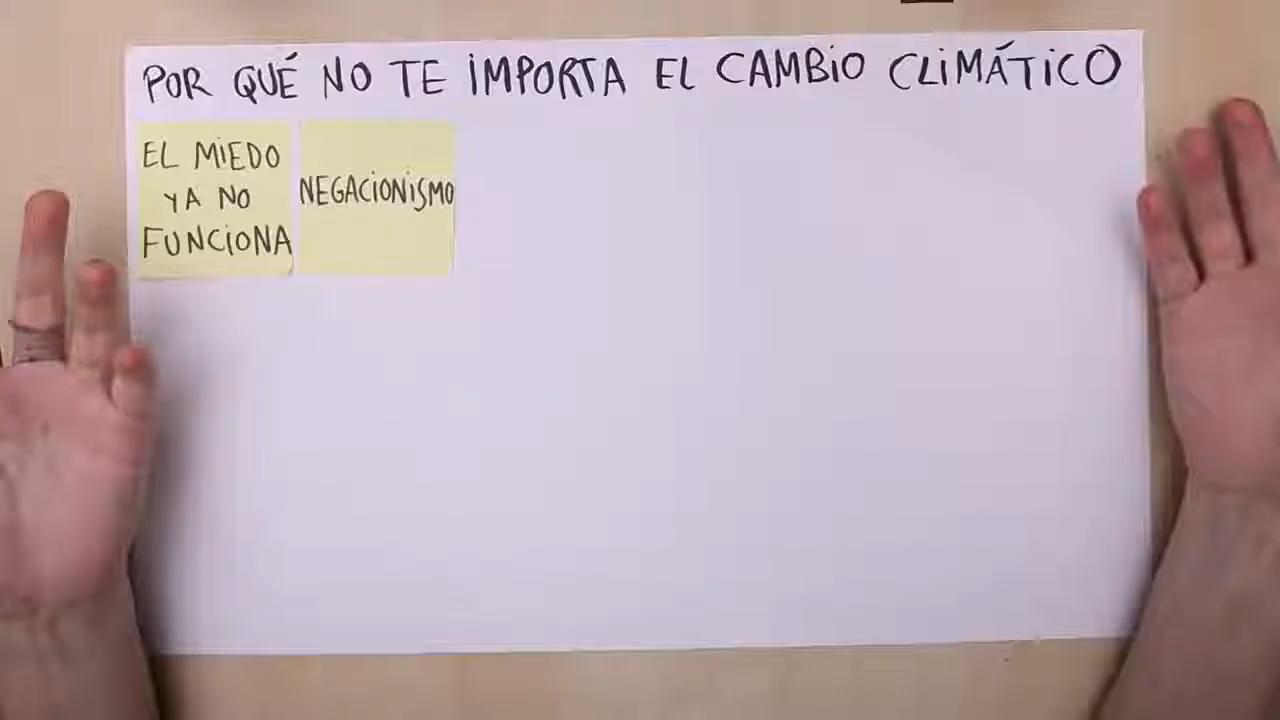 POR QUÉ NO TE IMPORTA EL CAMBIO CLIMÁTICO
EL MIEDO
YA NO
FUNCIONA
NEGACIONISMO